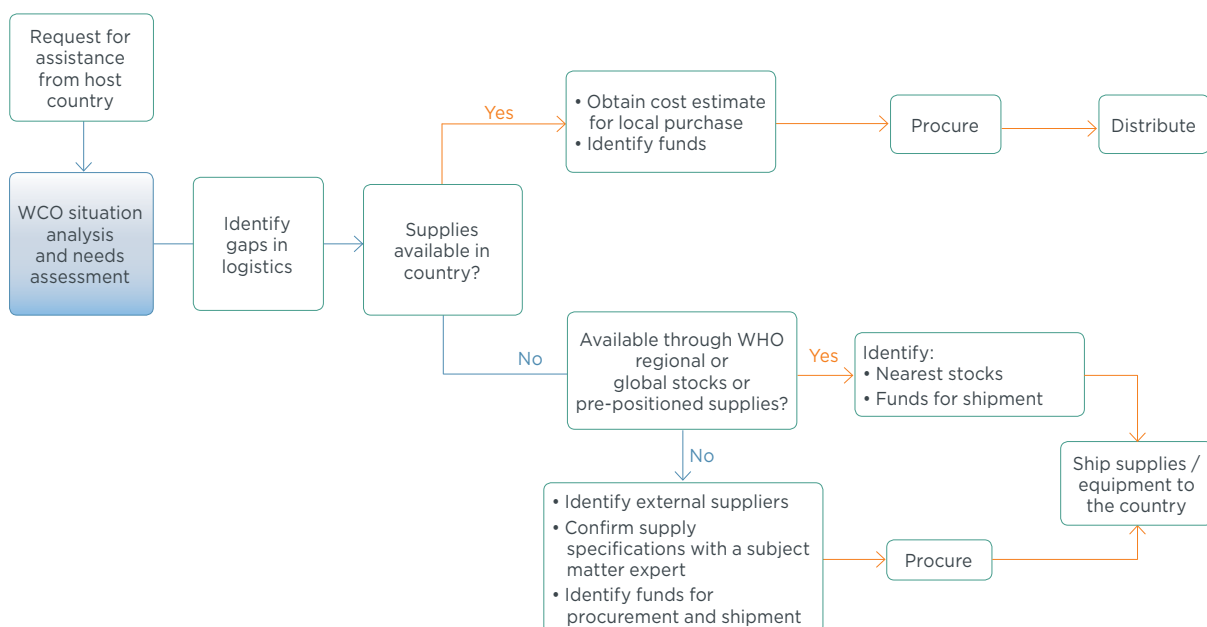 Request for
assistance
from host
country
WCO situation
analysis
and needs
assessment
Identify
gaps in
logistics
Supplies
available in
country?
Yes
• Obtain cost estimate
for local purchase
• Identify funds
Procure
Distribute
No
Available through WHO
regional or
global stocks or
pre-positioned supplies?
Yes
Identify:
• Nearest stocks
• Funds for shipment
No
• Identify external suppliers
• Confirm supply
specifications with a subject
matter expert
• Identify funds for
procurement and shipment
Procure
Ship supplies /
equipment to
the country